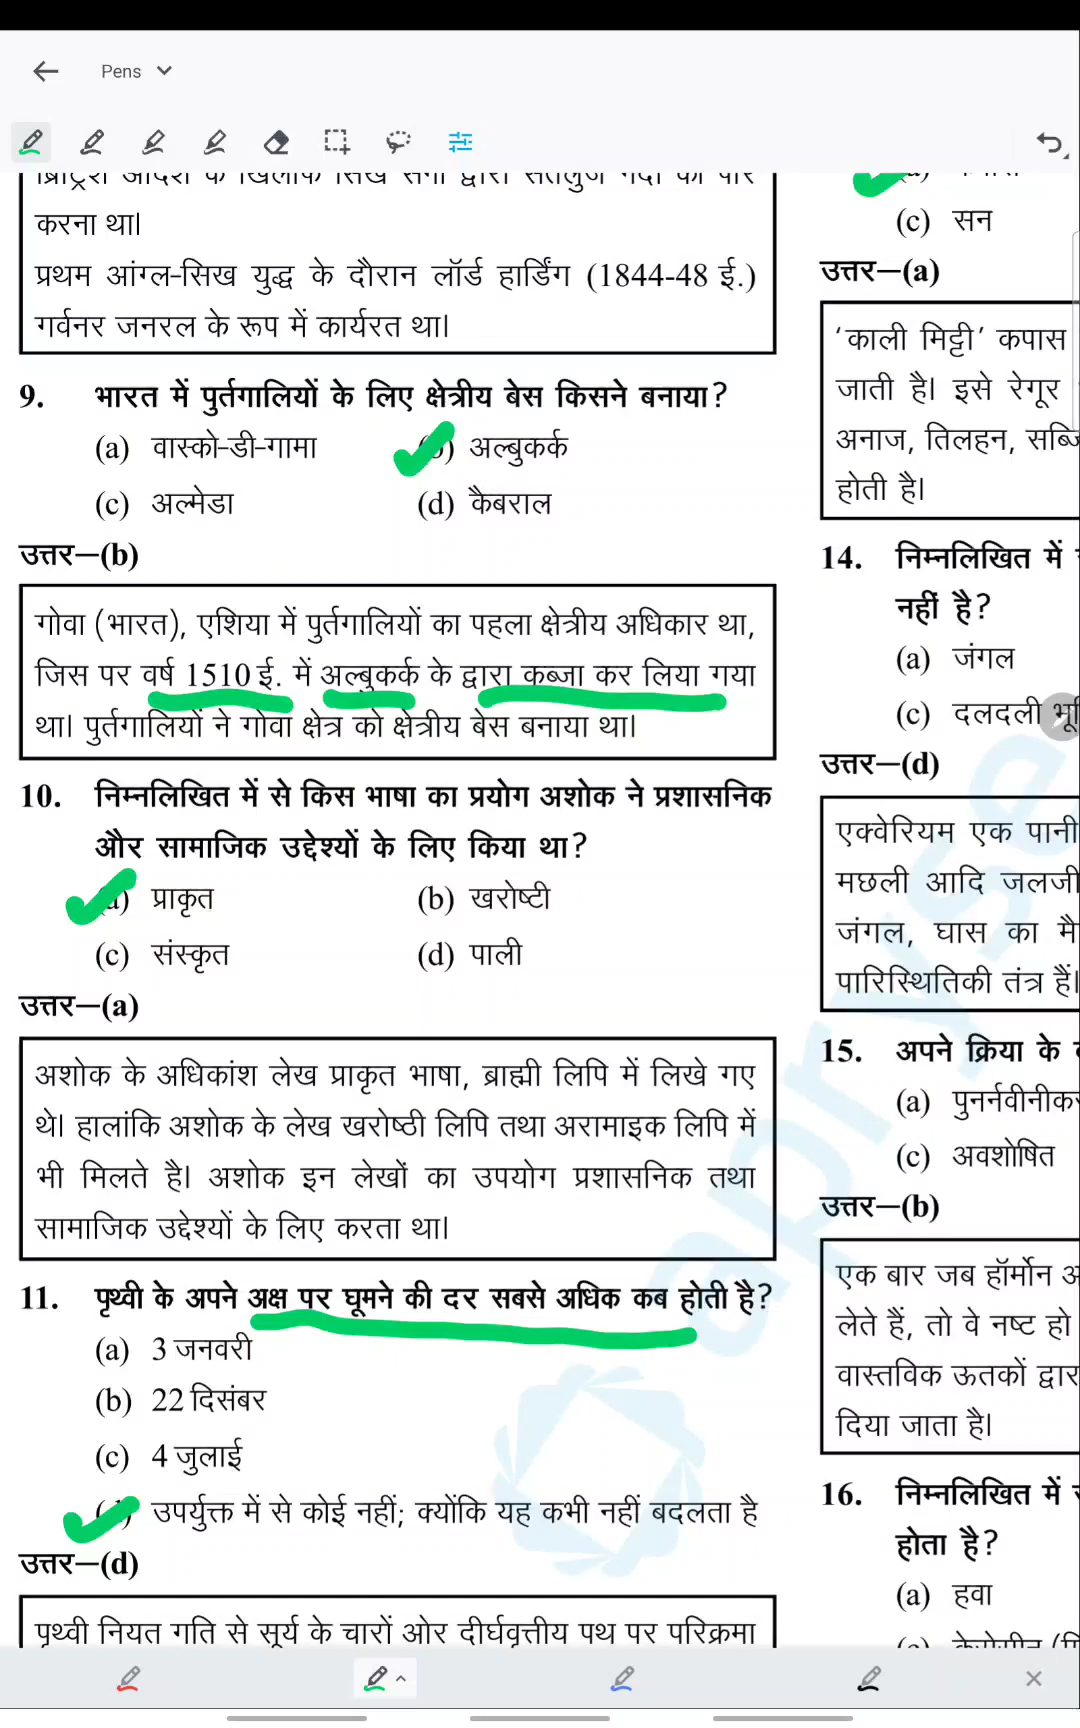 Pens
करना था।
प्रथम आंग्ल-सिख युद्ध के दौरान लॉर्ड हार्डिंग (1844-48 ई.)
गर्वनर जनरल के रूप में कार्यरत था।
9. भारत में पुर्तगालियों के लिए क्षेत्रीय बेस किसने बनाया?
(a) वास्को-डी-गामा
अल्बुकर्क
(c) अल्मेडा
(d) कैबराल
उत्तर—(b)
गोवा (भारत), एशिया में पुर्तगालियों का पहला क्षेत्रीय अधिकार था,
जिस पर वर्ष 1510 ई. में अल्बुकर्क के द्वारा कब्जा कर लिया गया
था। पुर्तगालियों ने गोवा क्षेत्र को क्षेत्रीय बेस बनाया था।
10. निम्नलिखित में से किस भाषा का प्रयोग अशोक ने प्रशासनिक
और सामाजिक उद्देश्यों के लिए किया था?
प्राकृत
(b) खरोष्टी
(c) संस्कृत
(d) पाली
उत्तर—(a)
अशोक के अधिकांश लेख प्राकृत भाषा, ब्राह्मी लिपि में लिखे गए
थे। हालांकि अशोक के लेख खरोष्ठी लिपि तथा अरामाइक लिपि में
भी मिलते है। अशोक इन लेखों का उपयोग प्रशासनिक तथा
सामाजिक उद्देश्यों के लिए करता था।
11. पृथ्वी के अपने अक्ष पर घूमने की दर सबसे अधिक कब होती है?
(a) 3 जनवरी
(b) 22 दिसंबर
(c) 4 जुलाई
उपर्युक्त में से कोई नहीं; क्योंकि यह कभी नहीं बदलता है
उत्तर—(d)
पृथ्वी नियत गति से सूर्य के चारों ओर दीर्घवृत्तीय पथ पर परिक्रमा
(c) सन
उत्तर—(a)
‘काली मिट्टी’ कपास
जाती है। इसे रेगूर
अनाज, तिलहन,
होती है।
14. निम्नलिखित में
नहीं है?
(a) जंगल
(c) दलदली
उत्तर—(d)
एक्वेरियम एक पानी
मछली आदि
जंगल, घास का
पारिस्थितिकी तंत्र हैं।
15. अपने क्रिया के
(a)
(c) अवशोषित
उत्तर—(b)
एक बार जब हॉर्मोन
लेते हैं, तो वे नष्ट हो
वास्तविक ऊतकों
दिया जाता है।
16. निम्नलिखित में
होता है?
(a) हवा
apryse